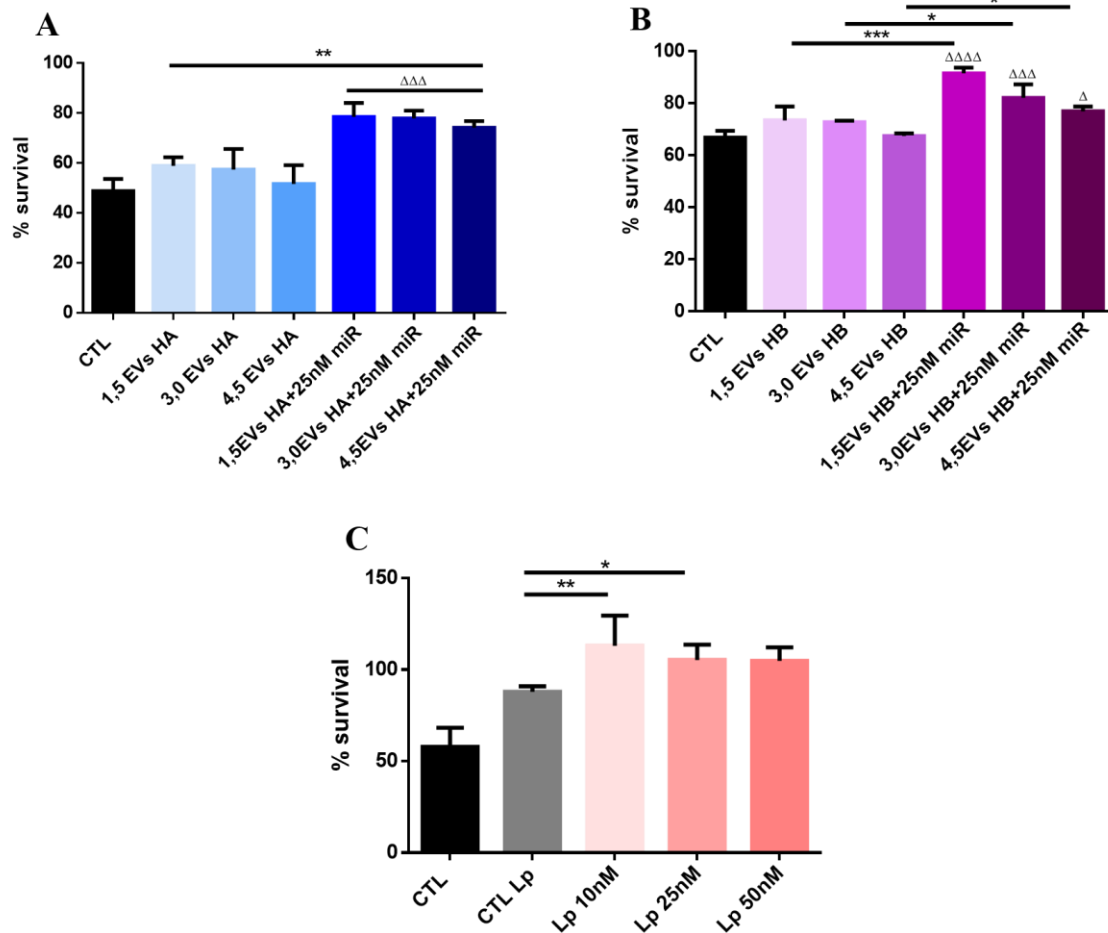 A
**
ΔΔΔ
% survival
100
80
60
40
20
0
CTL
1,5 EVs HA
3,0 EVs HA
4,5 EVs HA
1,5EVs HA+25nM miR
3,0EVs HA+25nM miR
4,5EVs HA+25nM miR
B
*
*
***
ΔΔΔΔ
ΔΔΔ
Δ
% survival
100
80
60
40
20
0
CTL
1,5 EVs HB
3,0 EVs HB
4,5 EVs HB
1,5EVs HB+25nM miR
3,0EVs HB+25nM miR
4,5EVs HB+25nM miR
C
*
**
% survival
150
100
50
0
CTL
CTL Lp
Lp 10nM
Lp 25nM
Lp 50nM